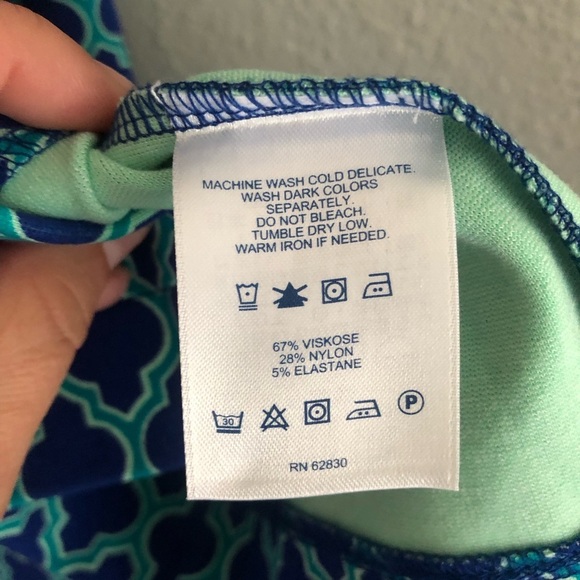 MACHINE WASH COLD DELICATE.
WASH DARK COLORS
SEPARATELY.
DO NOT BLEACH.
TUMBLE DRY LOW.
WARM IRON IF NEEDED.
67% VISKOSE
28% NYLON
5% ELASTANE
30 P
RN 62830